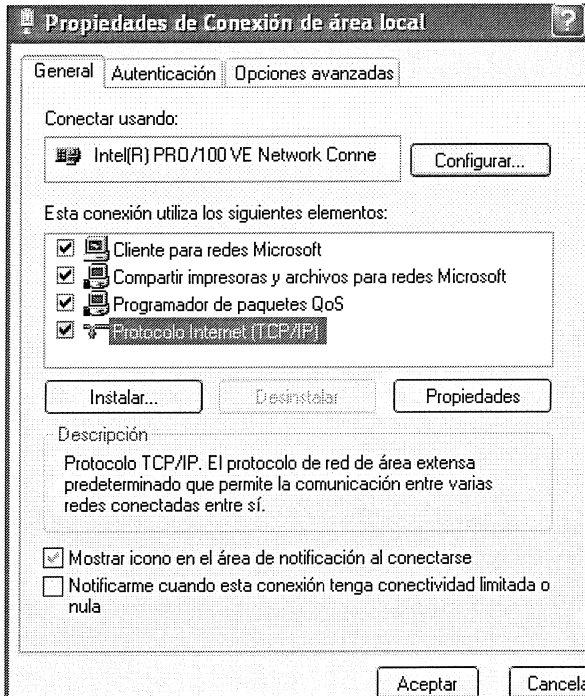 Propiedades de Conexión de área local ?
General Autenticación Opciones avanzadas
Conectar usando:
Intel(R) PRO/100 VE Network Conne Configurar...
Esta conexión utiliza los siguientes elementos:
Cliente para redes Microsoft
Compartir impresoras y archivos para redes Microsoft
Programador de paquetes QoS
Protocolo Internet (TCP/IP)
Instalar... Desinstalar Propiedades
Descripción
Protocolo TCP/IP. El protocolo de red de área extensa
predeterminado que permite la comunicación entre varias
redes conectadas entre sí.
Mostrar icono en el área de notificación al conectarse
Notificarme cuando esta conexión tenga conectividad limitada o
nula
Aceptar Cancela